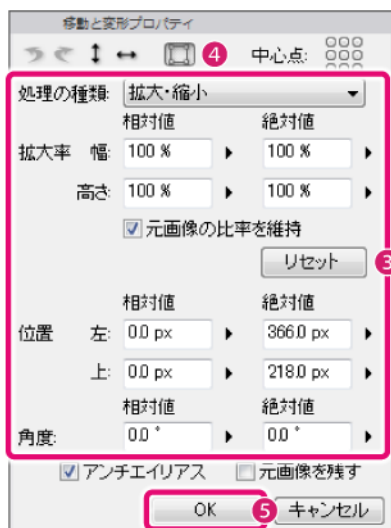 移動と変形プロパティ
4 中心点:
処理の種類: 拡大・縮小
相対値 絶対値
拡大率 幅: 100 % 100 %
高さ: 100 % 100 %
元画像の比率を維持
リセット 3
相対値 絶対値
位置 左: 0.0 px 366.0 px
上: 0.0 px 218.0 px
相対値 絶対値
角度: 0.0 ° 0.0 °
アンチエイリアス 元画像を残す
OK 5 キャンセル